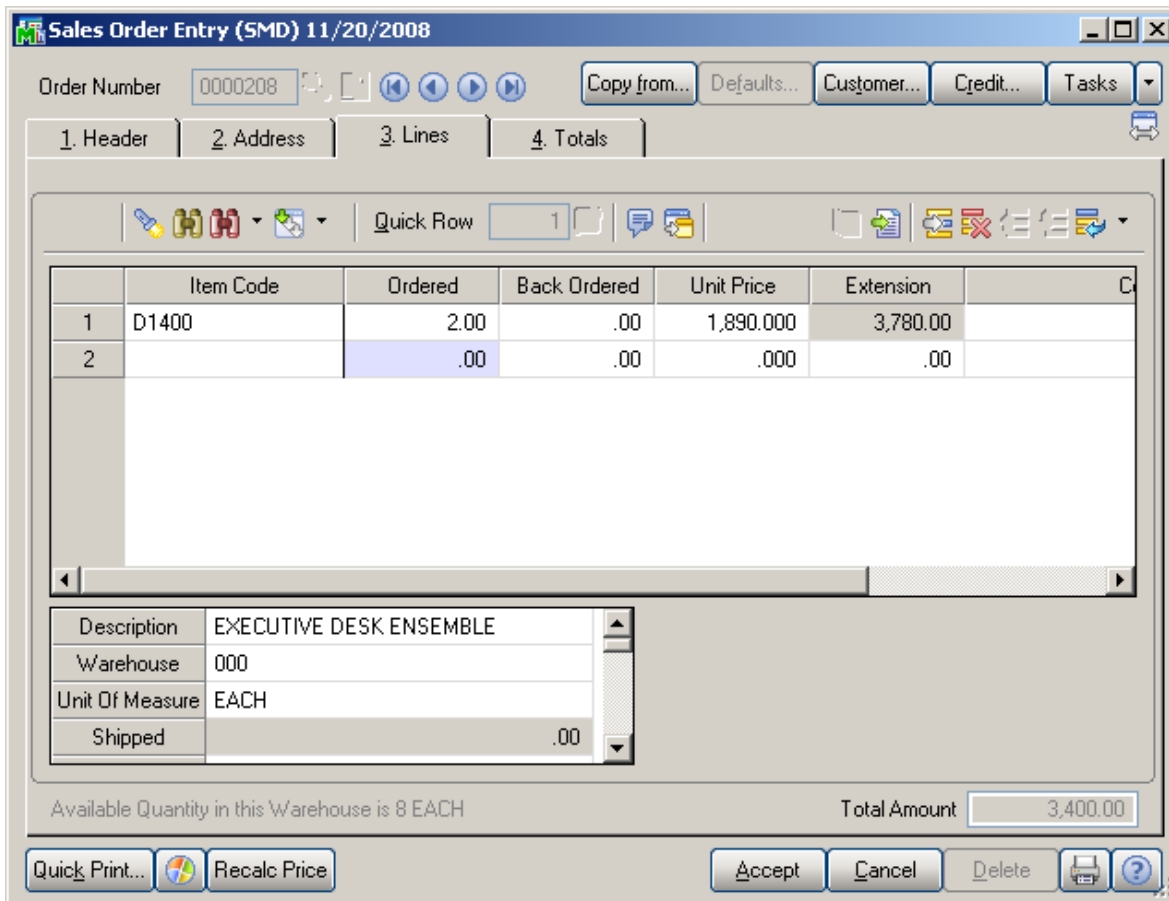 Sales Order Entry (SMD) 11/20/2008
Order Number 0000208 Copy from... Defaults... Customer... Credit... Tasks
1. Header 2. Address 3. Lines 4. Totals
Quick Row 1
Item Code Ordered Back Ordered Unit Price Extension
1 D1400 2.00 .00 1,890.000 3,780.00
2 .00 .00 .000 .00
Description EXECUTIVE DESK ENSEMBLE
Warehouse 000
Unit Of Measure EACH
Shipped .00
Available Quantity in this Warehouse is 8 EACH Total Amount 3,400.00
Quick Print... Recalc Price Accept Cancel Delete ?